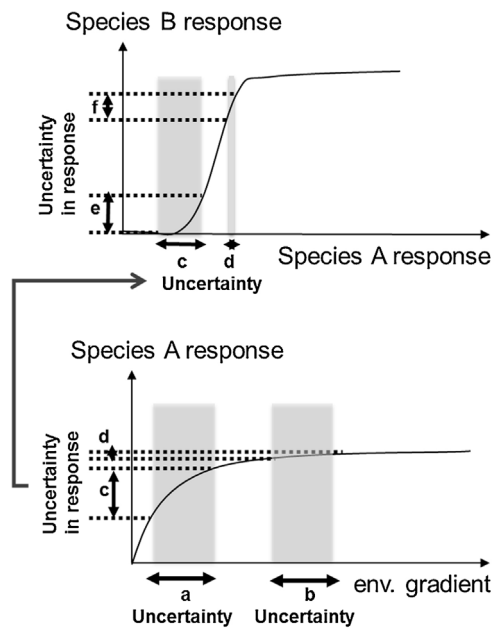 Species B response
f
Uncertainty
in response
e
c
d
Species A response
Uncertainty
Species A response
d
Uncertainty
in response
c
a
b
env. gradient
Uncertainty
Uncertainty